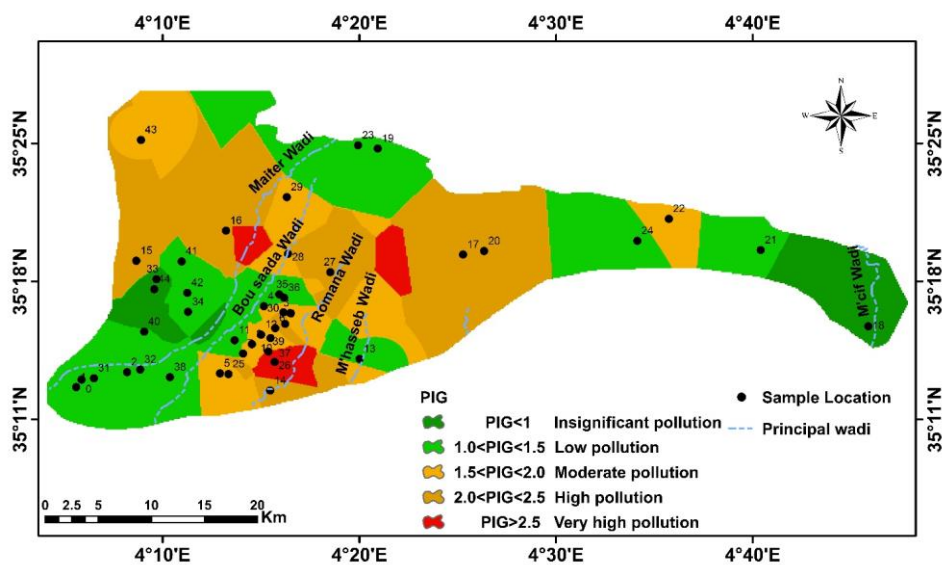 4°10'E 4°20'E 4°30'E 4°40'E
35°25'N 35°25'N
35°18'N 35°18'N
35°11'N 35°11'N
N
W E
S
43
23 19
Maiter Wadi
29
16
22
24
21
15
41
33
28
27
17 20
Bou saada Wadi
Romana Wadi
M'hasseb Wadi
M'cif Wadi
42
34
35 36
4
30
40
11
39
13
18
37
26
14
2 32
31
0
38
5 25
PIG
PIG<1 Insignificant pollution
1.0<PIG<1.5 Low pollution
1.5<PIG<2.0 Moderate pollution
2.0<PIG<2.5 High pollution
PIG>2.5 Very high pollution
Sample Location
Principal wadi
0 2.5 5 10 15 20
Km